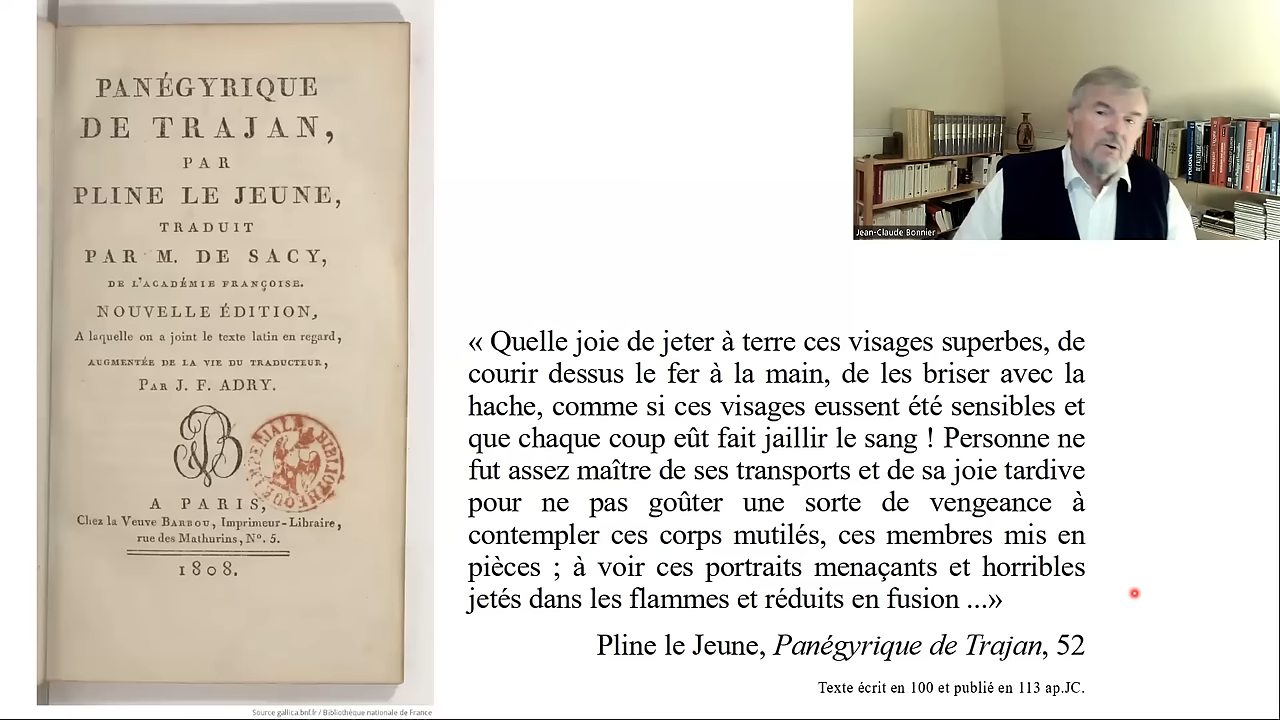 PANÉGYRIQUE
DE TRAJAN,
PAR
PLINE LE JEUNE,
TRADUIT
PAR M. DE SACY,
DE L'ACADÉMIE FRANÇOISE.
NOUVELLE ÉDITION,
A laquelle on a joint le texte latin en regard,
AUGMENTÉE DE LA VIE DU TRADUCTEUR,
PAR J. F. ADRY.
A PARIS,
Chez la Veuve BARBOU, Imprimeur-Libraire,
rue des Mathurins, N°. 5.
1808.
Source gallica.bnf.fr / Bibliothèque nationale de France
Jean-Claude Bonnier
« Quelle joie de jeter à terre ces visages superbes, de
courir dessus le fer à la main, de les briser avec la
hache, comme si ces visages eussent été sensibles et
que chaque coup eût fait jaillir le sang ! Personne ne
fut assez maître de ses transports et de sa joie tardive
pour ne pas goûter une sorte de vengeance à
contempler ces corps mutilés, ces membres mis en
pièces ; à voir ces portraits menaçants et horribles
jetés dans les flammes et réduits en fusion ...»
Pline le Jeune, Panégyrique de Trajan, 52
Texte écrit en 100 et publié en 113 ap.JC.